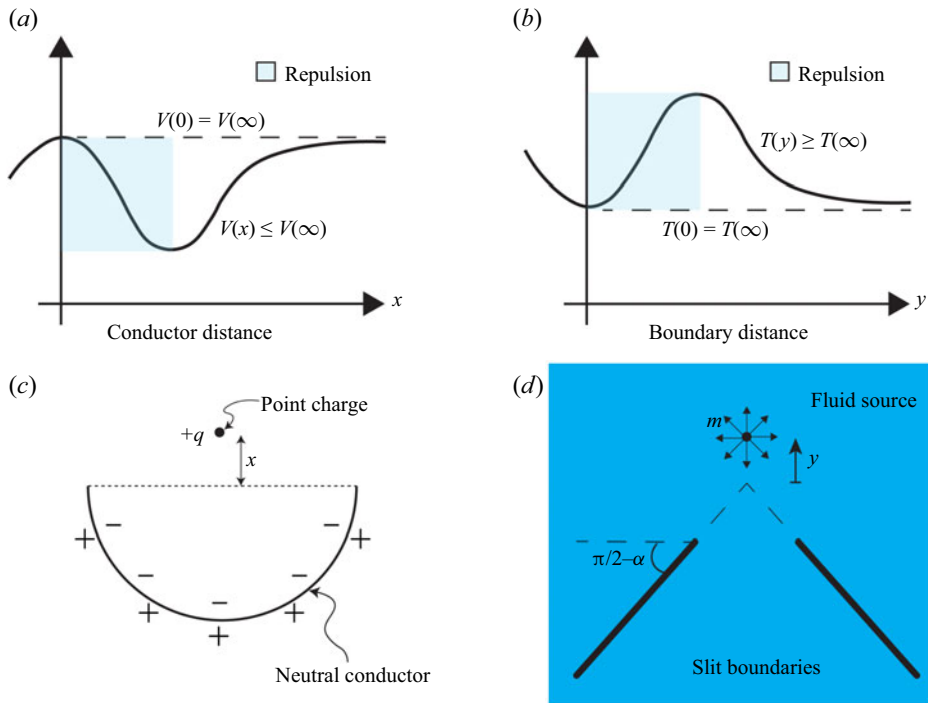 (a)
Repulsion
V(0) = V(∞)
V(x) ≤ V(∞)
x
Conductor distance
(b)
Repulsion
T(y) ≥ T(∞)
T(0) = T(∞)
y
Boundary distance
(c)
Point charge
+q
x
− −
+ +
− −
−
+ +
+
Neutral conductor
(d)
Fluid source
m
y
π/2–α
Slit boundaries